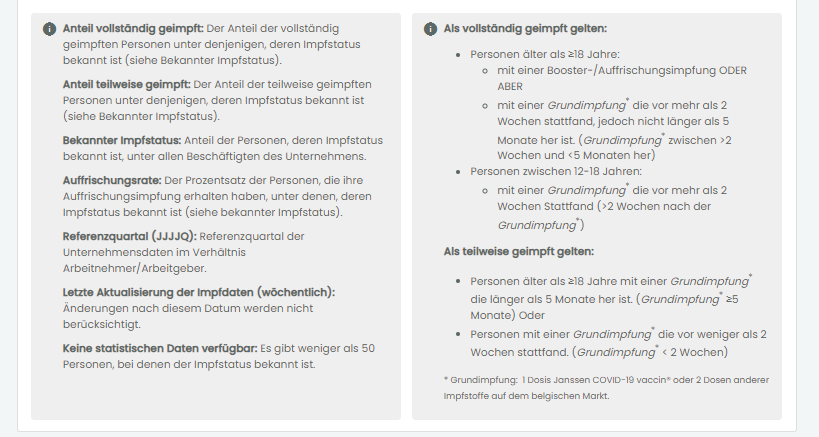 Anteil vollständig geimpft: Der Anteil der vollständig
geimpften Personen unter denjenigen, deren Impfstatus
bekannt ist (siehe Bekannter Impfstatus).
Anteil teilweise geimpft: Der Anteil der teilweise geimpften
Personen unter denjenigen, deren Impfstatus bekannt ist
(siehe Bekannter Impfstatus).
Bekannter Impfstatus: Anteil der Personen, deren Impfstatus
bekannt ist, unter allen Beschäftigten des Unternehmens.
Auffrischungsrate: Der Prozentsatz der Personen, die ihre
Auffrischungsimpfung erhalten haben, unter denen, deren
Impfstatus bekannt ist (siehe bekannter Impfstatus).
Referenzquartal (JJJJQ): Referenzquartal der
Unternehmensdaten im Verhältnis
Arbeitnehmer/Arbeitgeber.
Letzte Aktualisierung der Impfdaten (wöchentlich):
Änderungen nach diesem Datum werden nicht
berücksichtigt.
Keine statistischen Daten verfügbar: Es gibt weniger als 50
Personen, bei denen der Impfstatus bekannt ist.
Als vollständig geimpft gelten:
• Personen älter als ≥18 Jahre:
◦ mit einer Booster-/Auffrischungsimpfung ODER
ABER
◦ mit einer Grundimpfung* die vor mehr als 2
Wochen stattfand, jedoch nicht länger als 5
Monate her ist. (Grundimpfung* zwischen >2
Wochen und <5 Monaten her)
• Personen zwischen 12-18 Jahren:
◦ mit einer Grundimpfung* die vor mehr als 2
Wochen Stattfand (>2 Wochen nach der
Grundimpfung*)
Als teilweise geimpft gelten:
• Personen älter als ≥18 Jahre mit einer Grundimpfung*
die länger als 5 Monate her ist. (Grundimpfung* ≥5
Monate) Oder
• Personen mit einer Grundimpfung* die vor weniger als 2
Wochen stattfand. (Grundimpfung* < 2 Wochen)
* Grundimpfung: 1 Dosis Janssen COVID-19 vaccin® oder 2 Dosen anderer
Impfstoffe auf dem belgischen Markt.